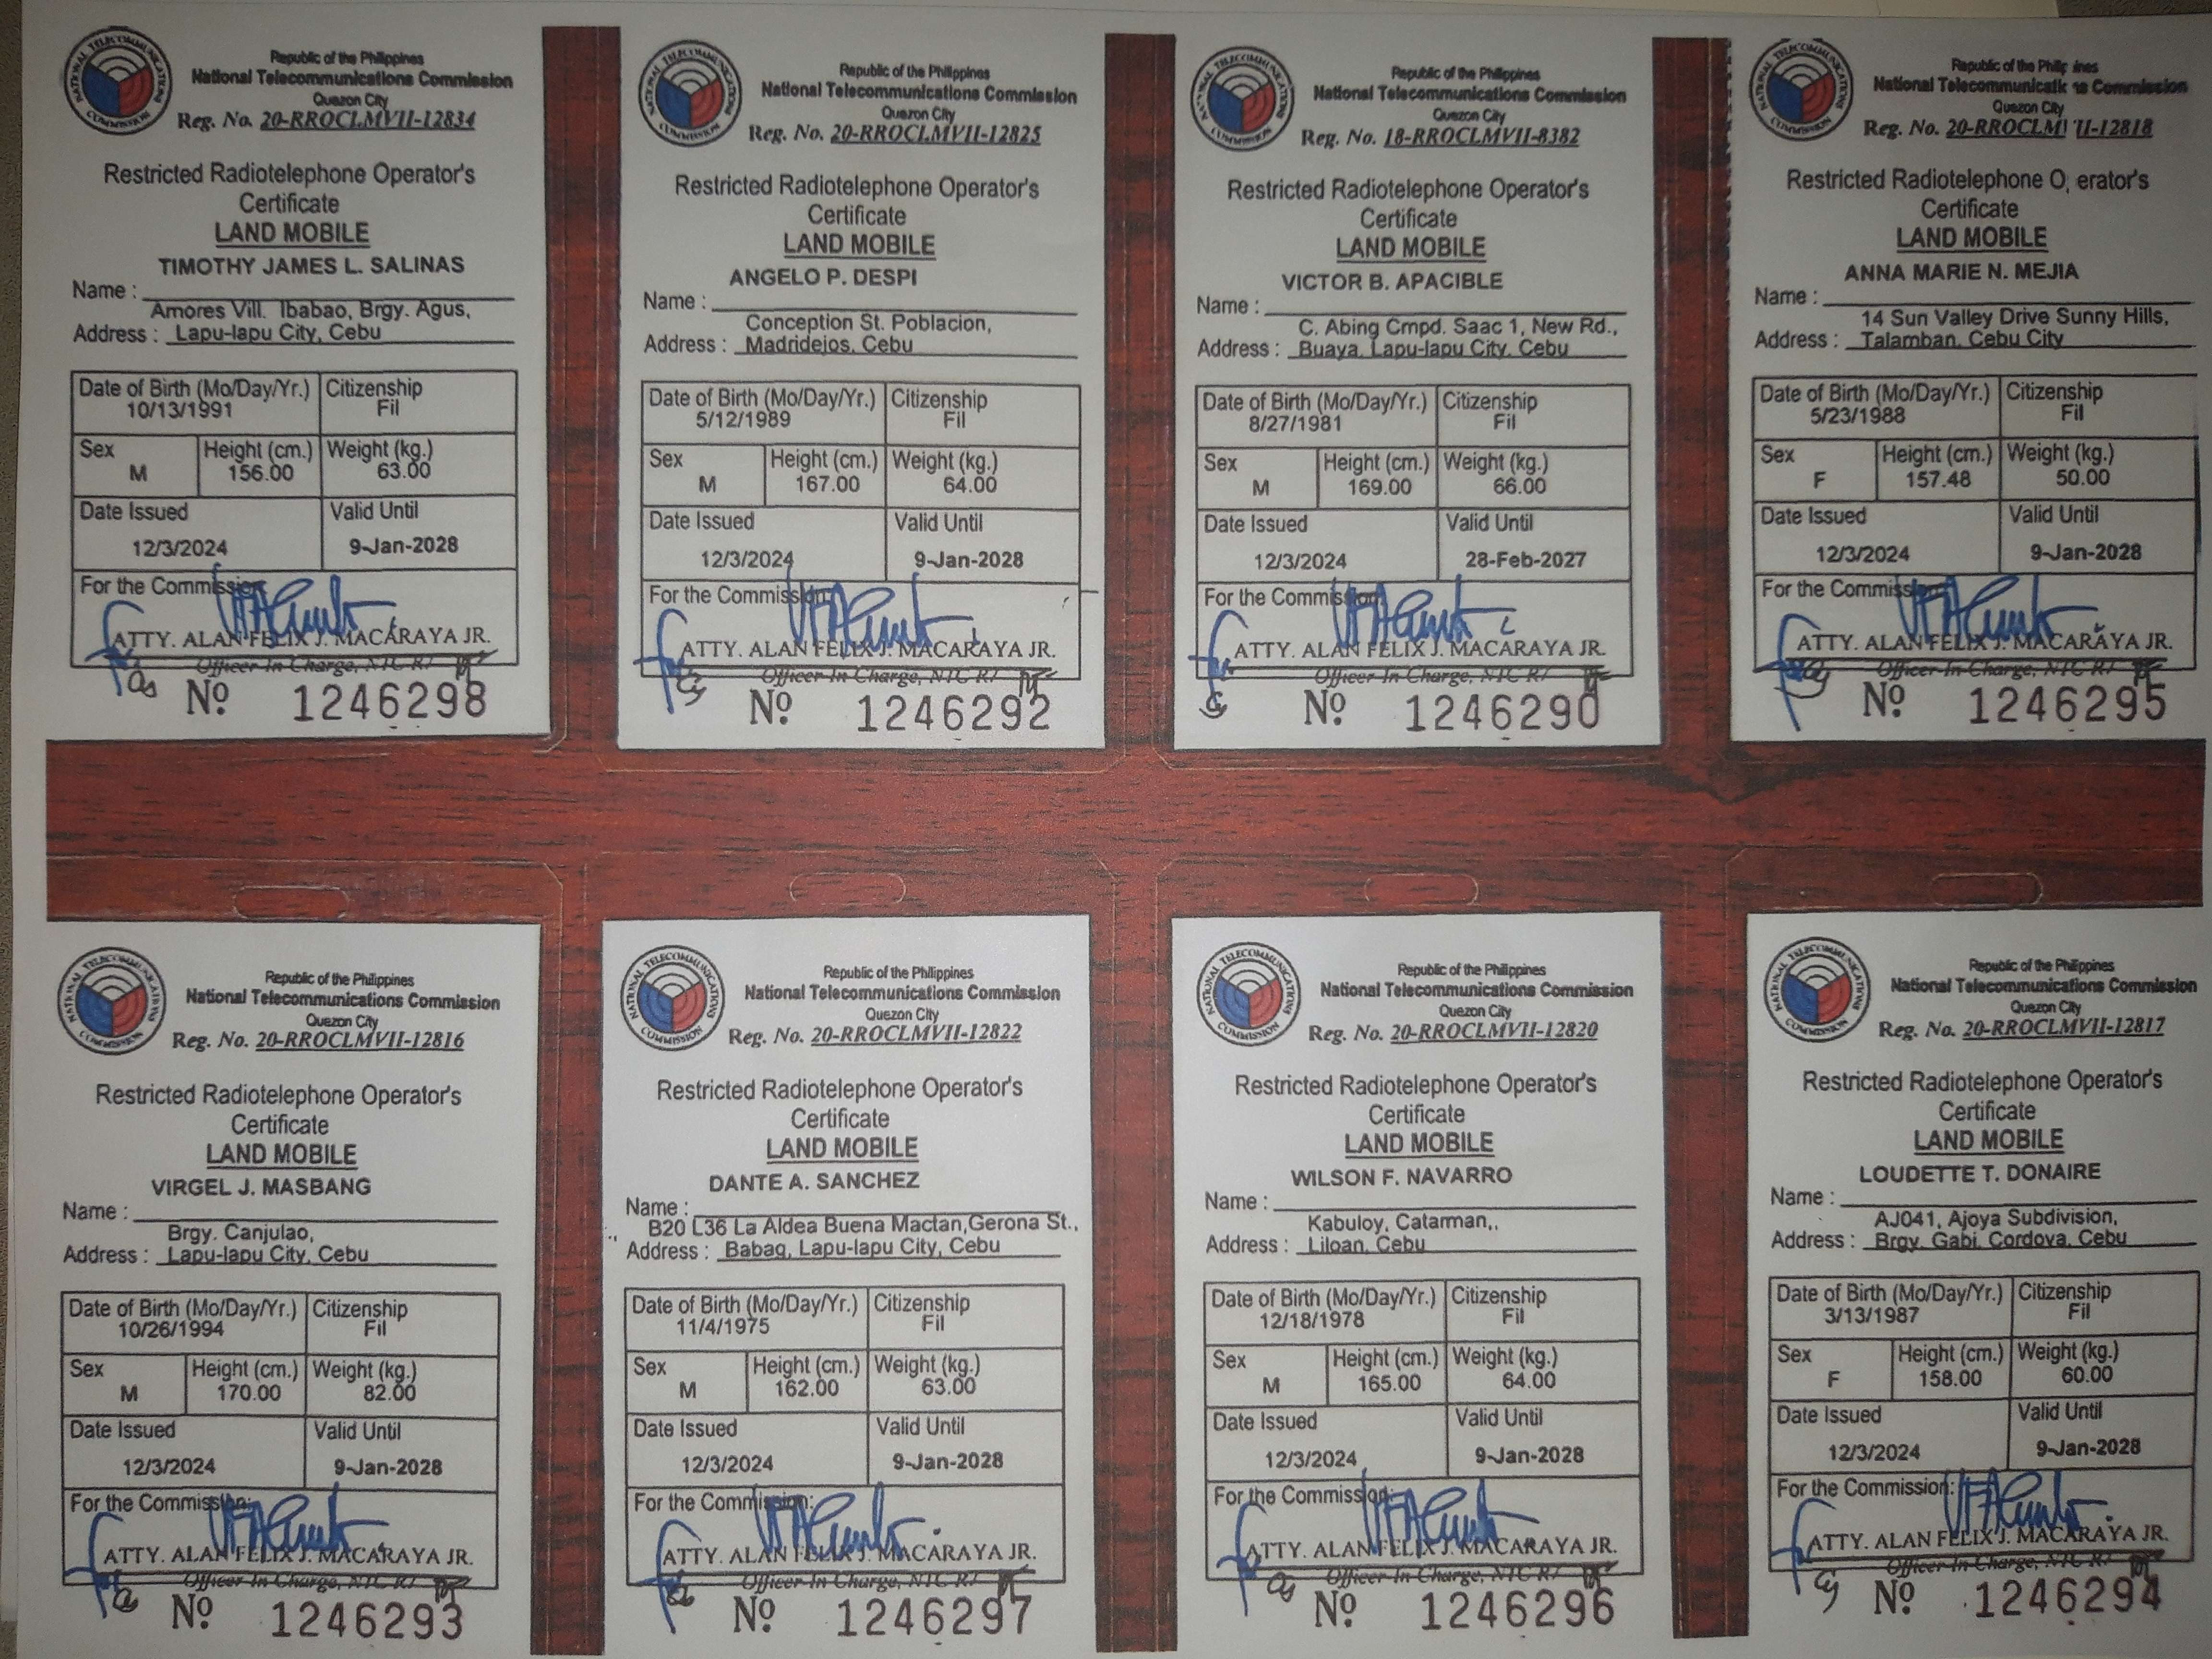 NATIONAL TELECOMMUNICATIONS COMMISSION
Republic of the Philippines
National Telecommunications Commission
Quezon City
Reg. No. 20-RROCLMVII-12834
Restricted Radiotelephone Operator's
Certificate
LAND MOBILE
TIMOTHY JAMES L. SALINAS
Name :
Amores Vill. Ibabao, Brgy. Agus,
Address : Lapu-lapu City, Cebu
Date of Birth (Mo/Day/Yr.) Citizenship
10/13/1991 Fil
Sex Height (cm.) Weight (kg.)
M 156.00 63.00
Date Issued Valid Until
12/3/2024 9-Jan-2028
For the Commission:
ATTY. ALAN FELIX J. MACARAYA JR.
Officer-In-Charge, NTC R7
Nº 1246298
NATIONAL TELECOMMUNICATIONS COMMISSION
Republic of the Philippines
National Telecommunications Commission
Quezon City
Reg. No. 20-RROCLMVII-12825
Restricted Radiotelephone Operator's
Certificate
LAND MOBILE
ANGELO P. DESPI
Name :
Conception St. Poblacion,
Address : Madridejos, Cebu
Date of Birth (Mo/Day/Yr.) Citizenship
5/12/1989 Fil
Sex Height (cm.) Weight (kg.)
M 167.00 64.00
Date Issued Valid Until
12/3/2024 9-Jan-2028
For the Commission:
ATTY. ALAN FELIX J. MACARAYA JR.
Officer-In-Charge, NTC R7
Nº 1246292
NATIONAL TELECOMMUNICATIONS COMMISSION
Republic of the Philippines
National Telecommunications Commission
Quezon City
Reg. No. 18-RROCLMVII-8382
Restricted Radiotelephone Operator's
Certificate
LAND MOBILE
VICTOR B. APACIBLE
Name :
C. Abing Cmpd. Saac 1, New Rd.,
Address : Buaya, Lapu-lapu City, Cebu
Date of Birth (Mo/Day/Yr.) Citizenship
8/27/1981 Fil
Sex Height (cm.) Weight (kg.)
M 169.00 66.00
Date Issued Valid Until
12/3/2024 28-Feb-2027
For the Commission:
ATTY. ALAN FELIX J. MACARAYA JR.
Officer-In-Charge, NTC R7
Nº 1246290
NATIONAL TELECOMMUNICATIONS COMMISSION
Republic of the Philippines
National Telecommunications Commission
Quezon City
Reg. No. 20-RROCLMVII-12818
Restricted Radiotelephone Operator's
Certificate
LAND MOBILE
ANNA MARIE N. MEJIA
Name :
14 Sun Valley Drive Sunny Hills,
Address : Talamban, Cebu City
Date of Birth (Mo/Day/Yr.) Citizenship
5/23/1988 Fil
Sex Height (cm.) Weight (kg.)
F 157.48 50.00
Date Issued Valid Until
12/3/2024 9-Jan-2028
For the Commission:
ATTY. ALAN FELIX J. MACARAYA JR.
Officer-In-Charge, NTC R7
Nº 1246295
NATIONAL TELECOMMUNICATIONS COMMISSION
Republic of the Philippines
National Telecommunications Commission
Quezon City
Reg. No. 20-RROCLMVII-12816
Restricted Radiotelephone Operator's
Certificate
LAND MOBILE
VIRGEL J. MASBANG
Name :
Brgy. Canjulao,
Address : Lapu-lapu City, Cebu
Date of Birth (Mo/Day/Yr.) Citizenship
10/26/1994 Fil
Sex Height (cm.) Weight (kg.)
M 170.00 82.00
Date Issued Valid Until
12/3/2024 9-Jan-2028
For the Commission:
ATTY. ALAN FELIX J. MACARAYA JR.
Officer-In-Charge, NTC R7
Nº 1246293
NATIONAL TELECOMMUNICATIONS COMMISSION
Republic of the Philippines
National Telecommunications Commission
Quezon City
Reg. No. 20-RROCLMVII-12822
Restricted Radiotelephone Operator's
Certificate
LAND MOBILE
DANTE A. SANCHEZ
Name :
B20 L36 La Aldea Buena Mactan,Gerona St.,
Address : Babag, Lapu-lapu City, Cebu
Date of Birth (Mo/Day/Yr.) Citizenship
11/4/1975 Fil
Sex Height (cm.) Weight (kg.)
M 162.00 63.00
Date Issued Valid Until
12/3/2024 9-Jan-2028
For the Commission:
ATTY. ALAN FELIX J. MACARAYA JR.
Officer-In-Charge, NTC R7
Nº 1246297
NATIONAL TELECOMMUNICATIONS COMMISSION
Republic of the Philippines
National Telecommunications Commission
Quezon City
Reg. No. 20-RROCLMVII-12820
Restricted Radiotelephone Operator's
Certificate
LAND MOBILE
WILSON F. NAVARRO
Name :
Kabuloy, Catarman,,
Address : Liloan, Cebu
Date of Birth (Mo/Day/Yr.) Citizenship
12/18/1978 Fil
Sex Height (cm.) Weight (kg.)
M 165.00 64.00
Date Issued Valid Until
12/3/2024 9-Jan-2028
For the Commission:
ATTY. ALAN FELIX J. MACARAYA JR.
Officer-In-Charge, NTC R7
Nº 1246296
NATIONAL TELECOMMUNICATIONS COMMISSION
Republic of the Philippines
National Telecommunications Commission
Quezon City
Reg. No. 20-RROCLMVII-12817
Restricted Radiotelephone Operator's
Certificate
LAND MOBILE
LOUDETTE T. DONAIRE
Name :
AJ041, Ajoya Subdivision,
Address : Brgy. Gabi, Cordova, Cebu
Date of Birth (Mo/Day/Yr.) Citizenship
3/13/1987 Fil
Sex Height (cm.) Weight (kg.)
F 158.00 60.00
Date Issued Valid Until
12/3/2024 9-Jan-2028
For the Commission:
ATTY. ALAN FELIX J. MACARAYA JR.
Officer-In-Charge, NTC R7
Nº 1246294